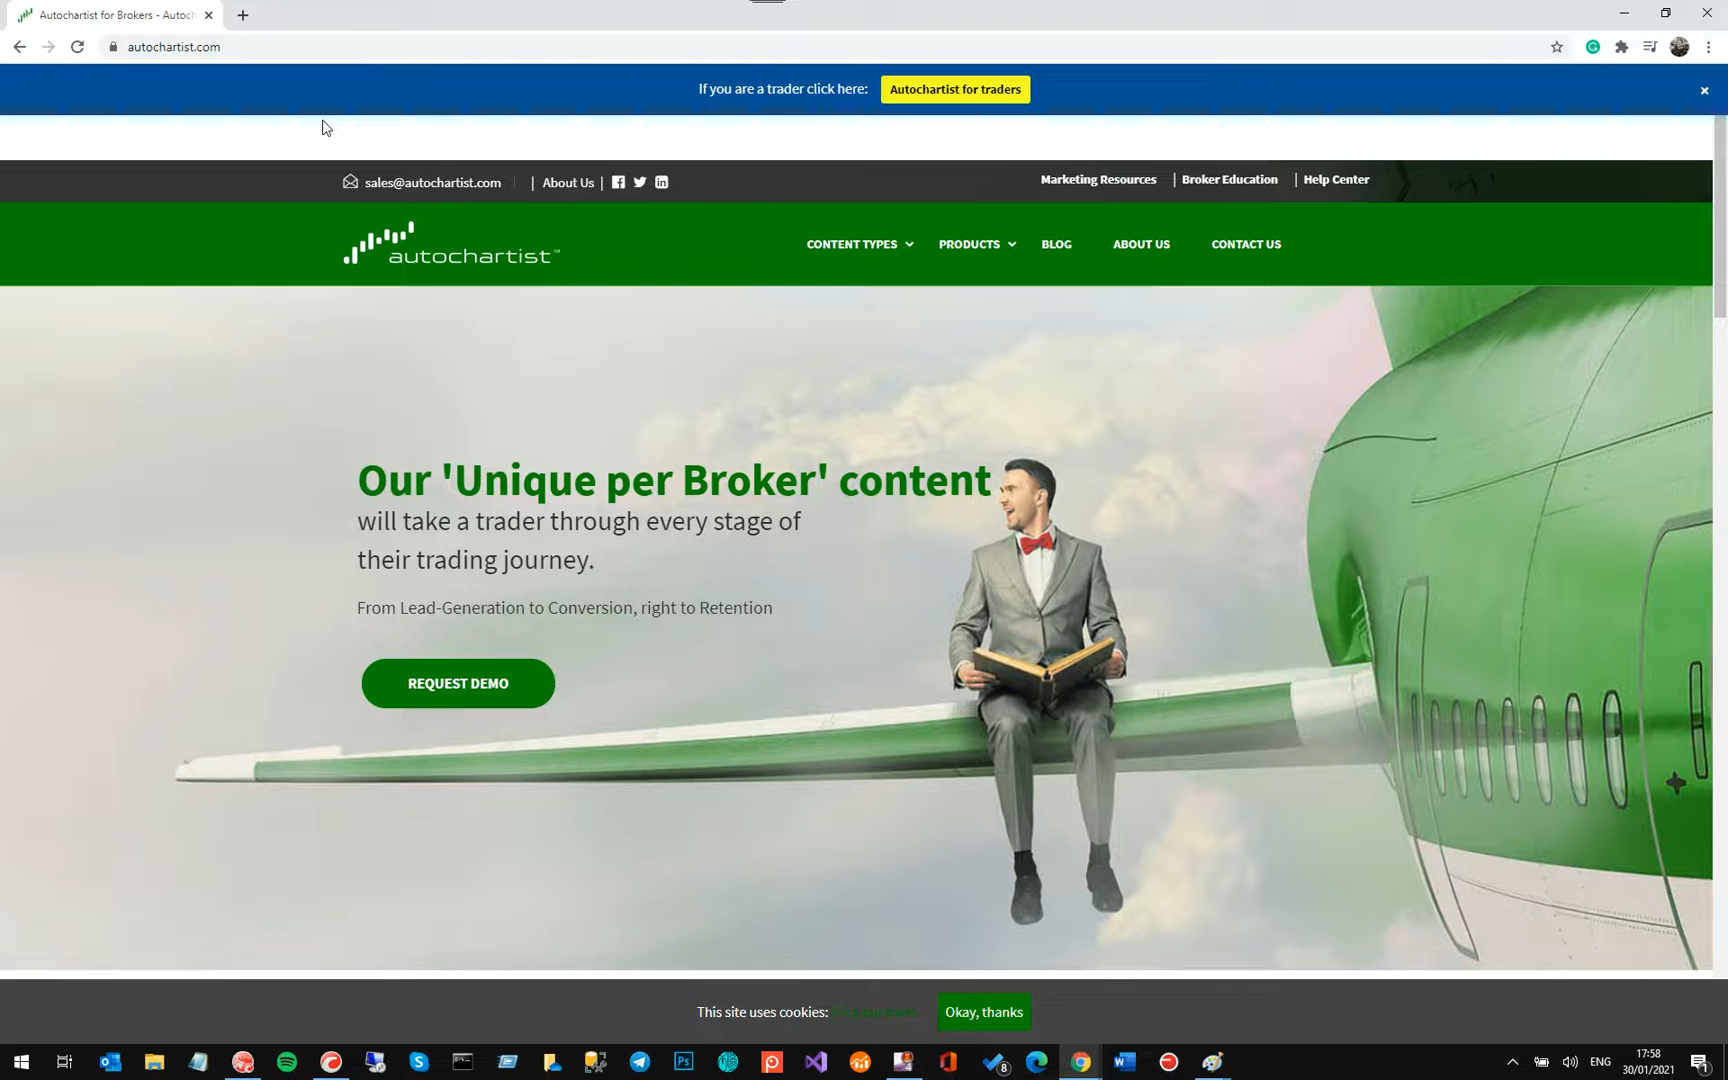 Autochartist for Brokers - Autoch
autochartist.com
If you are a trader click here:
Autochartist for traders
sales@autochartist.com | About Us |
Marketing Resources | Broker Education | Help Center
autochartist™
CONTENT TYPES
PRODUCTS
BLOG
ABOUT US
CONTACT US
Our 'Unique per Broker' content
will take a trader through every stage of
their trading journey.
From Lead-Generation to Conversion, right to Retention
REQUEST DEMO
This site uses cookies:
Okay, thanks
ENG
17:58
30/01/2021